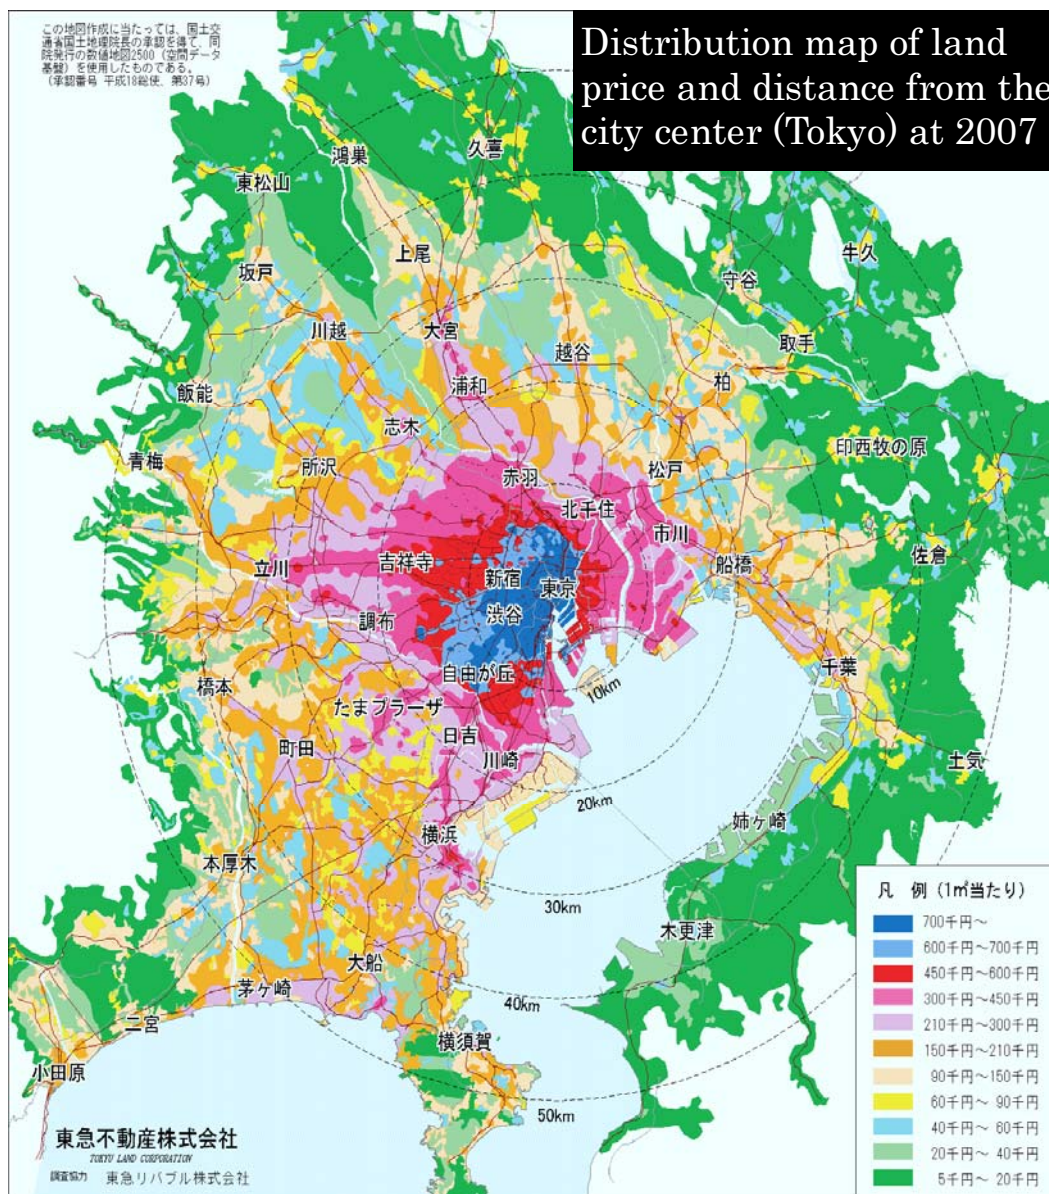 この地図作成に当たっては、国土交
通省国土地理院長の承認を得て、同
院発行の数値地図2500（空間データ
基盤）を使用したものである。
（承認番号 平成18総使、第37号）
Distribution map of land
price and distance from the
city center (Tokyo) at 2007
久喜
鴻巣
東松山
上尾
牛久
坂戸
守谷
川越
大宮
取手
越谷
浦和
柏
飯能
志木
印西牧の原
青梅
所沢
赤羽
松戸
北千住
市川
吉祥寺
佐倉
立川
新宿
東京
船橋
渋谷
調布
千葉
自由が丘
橋本
10km
たまプラーザ
日吉
町田
川崎
土気
20km
姉ヶ崎
横浜
本厚木
30km
木更津
大船
茅ヶ崎
40km
二宮
横須賀
小田原
50km
凡 例（1㎡当たり）
700千円～
600千円～700千円
450千円～600千円
300千円～450千円
210千円～300千円
150千円～210千円
90千円～150千円
60千円～ 90千円
40千円～ 60千円
20千円～ 40千円
5千円～ 20千円
東急不動産株式会社
TOKYU LAND CORPORATION
調査協力 東急リバブル株式会社